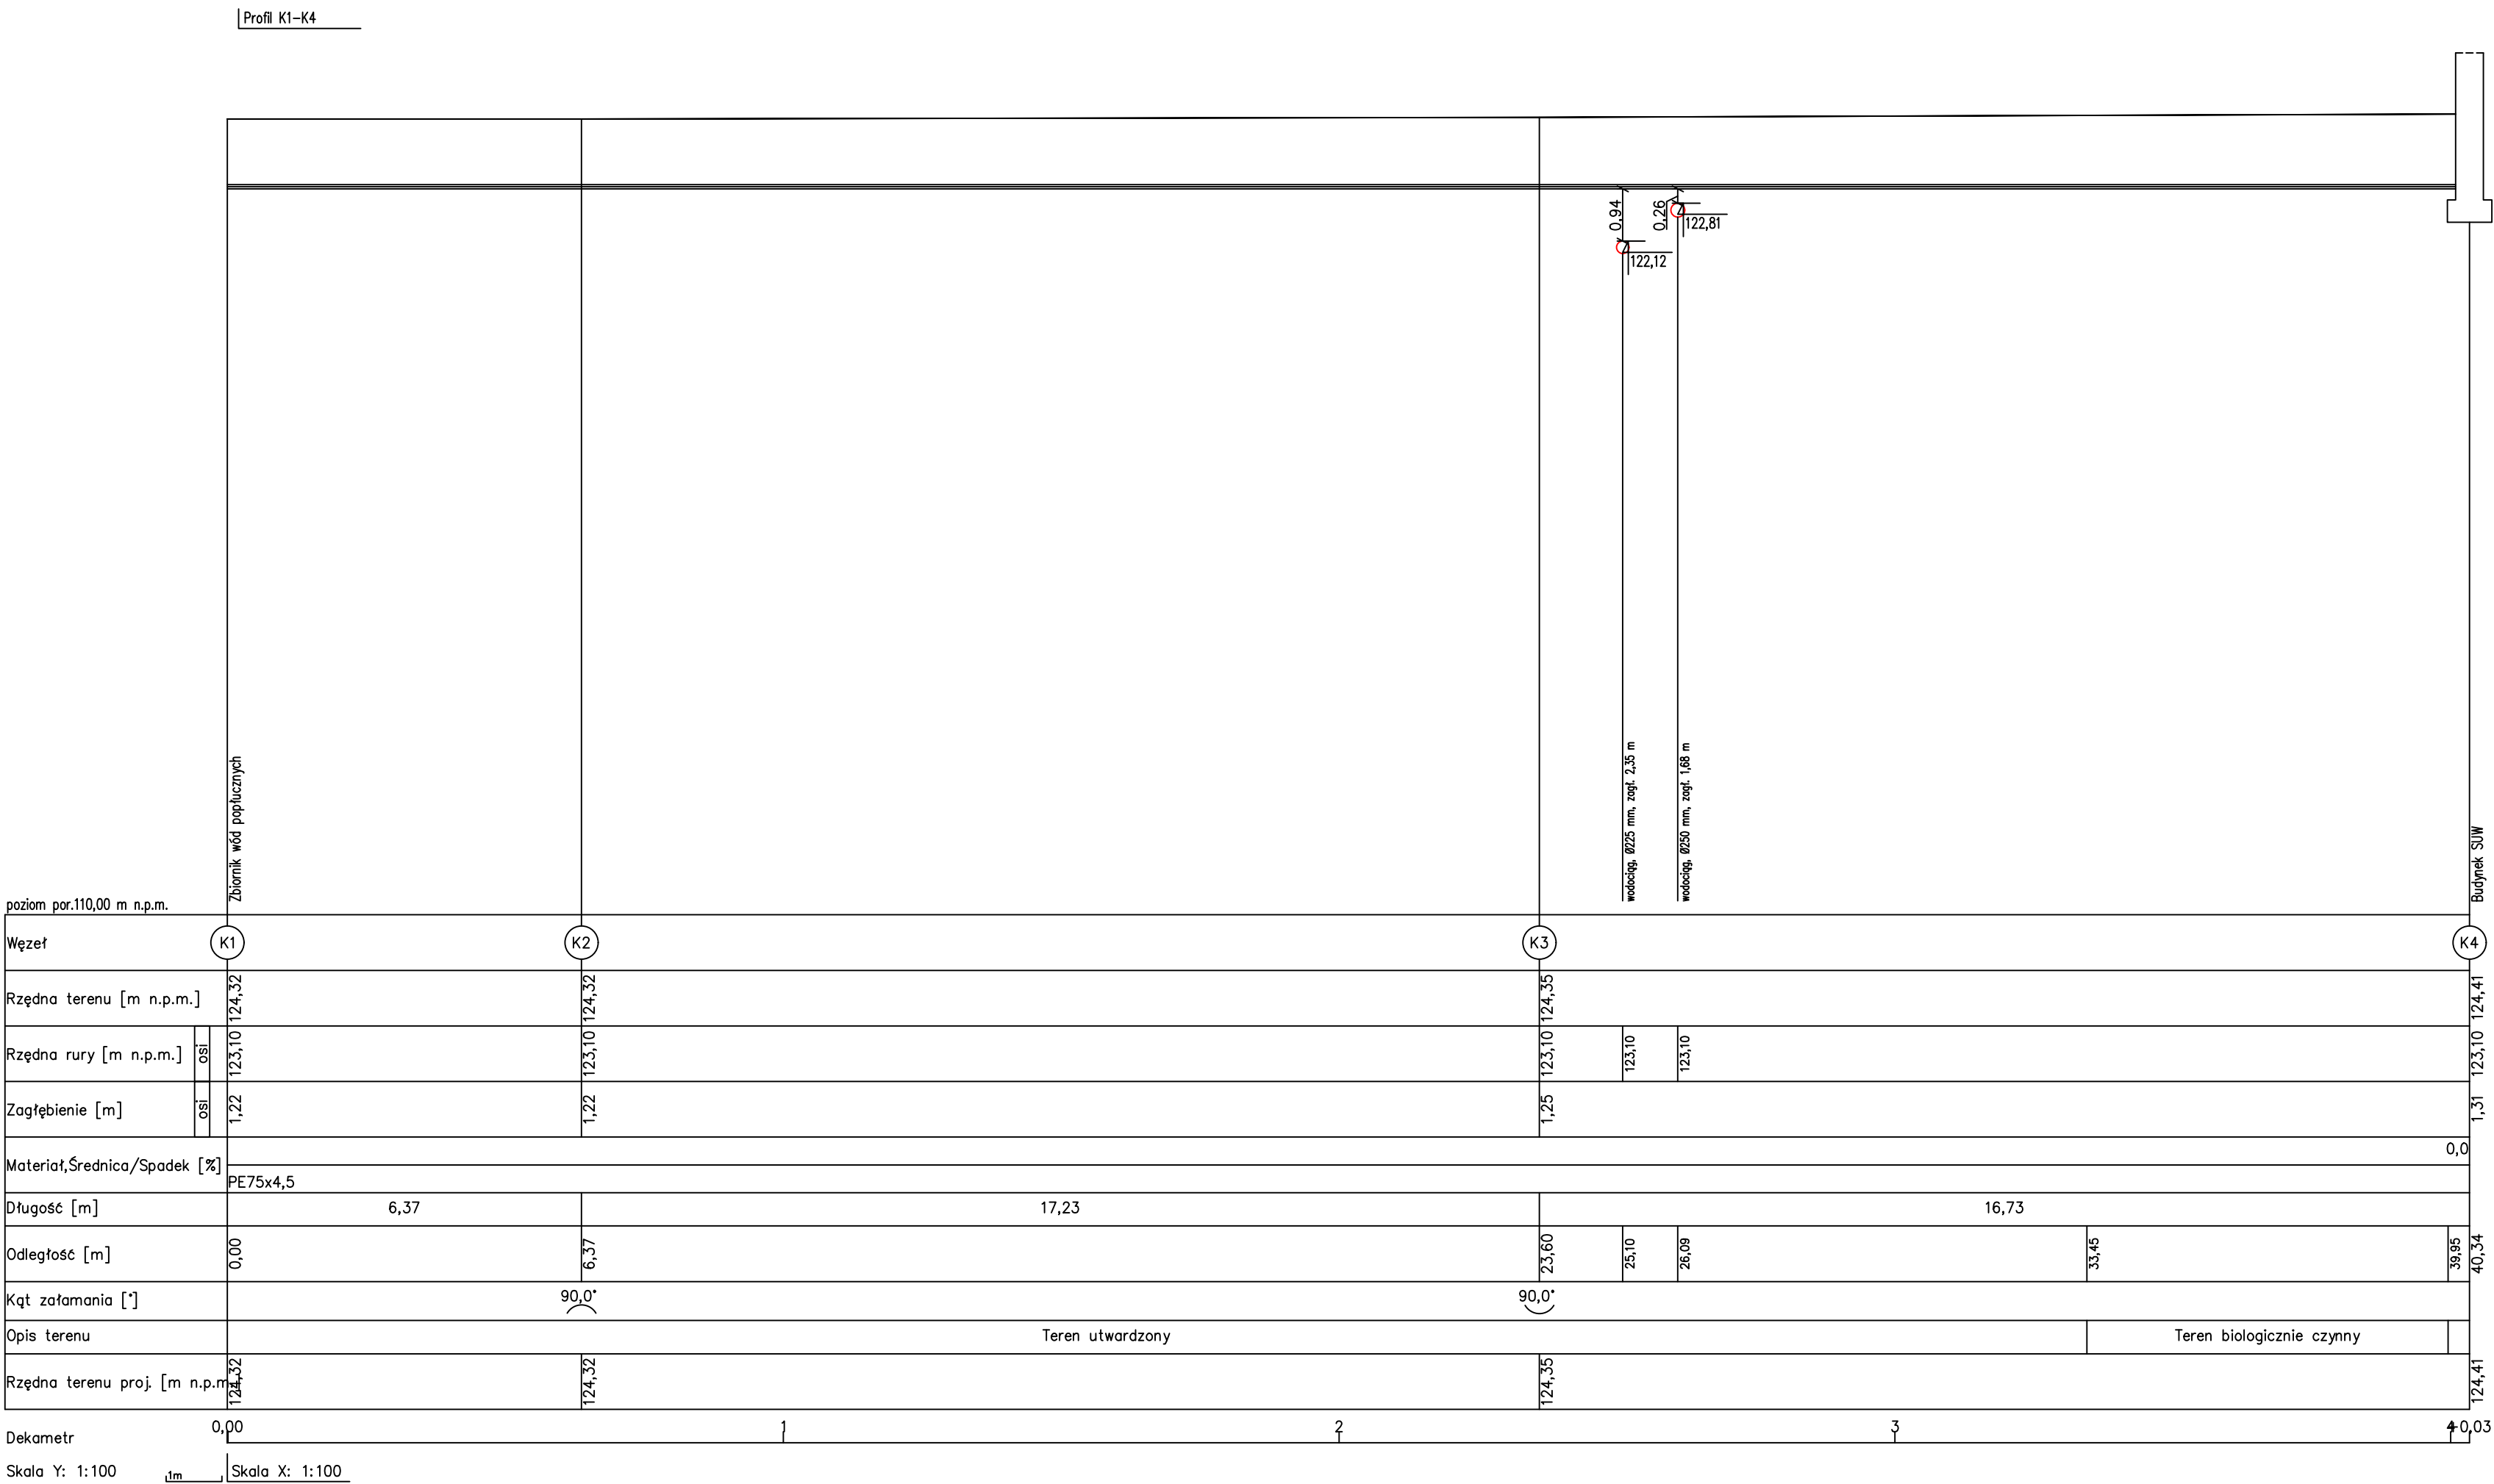 Profil K1-K4
0,94
0,26
122,81
122,12
Zbiornik wód popłucznych
wodociąg, Ø225 mm, zagł. 2,35 m
wodociąg, Ø250 mm, zagł. 1,68 m
Budynek SUW
poziom por.110,00 m n.p.m.
Węzeł K1 K2 K3 K4
Rzędna terenu [m n.p.m.] 124,32 124,32 124,35 124,41
Rzędna rury [m n.p.m.] osi 123,10 123,10 123,10 123,10 123,10 123,10
Zagłębienie [m] osi 1,22 1,22 1,25 1,31
0,0
Materiał,Średnica/Spadek [%]
PE75x4,5
Długość [m] 6,37 17,23 16,73
Odległość [m] 0,00 6,37 23,60 25,10 26,09 33,45 39,95 40,34
Kąt załamania [°] 90,0° 90,0°
Opis terenu Teren utwardzony Teren biologicznie czynny
Rzędna terenu proj. [m n.p.m.] 124,32 124,32 124,35 124,41
0,00 1 2 3 4 +0,03
Dekametr
Skala Y: 1:100 1m Skala X: 1:100